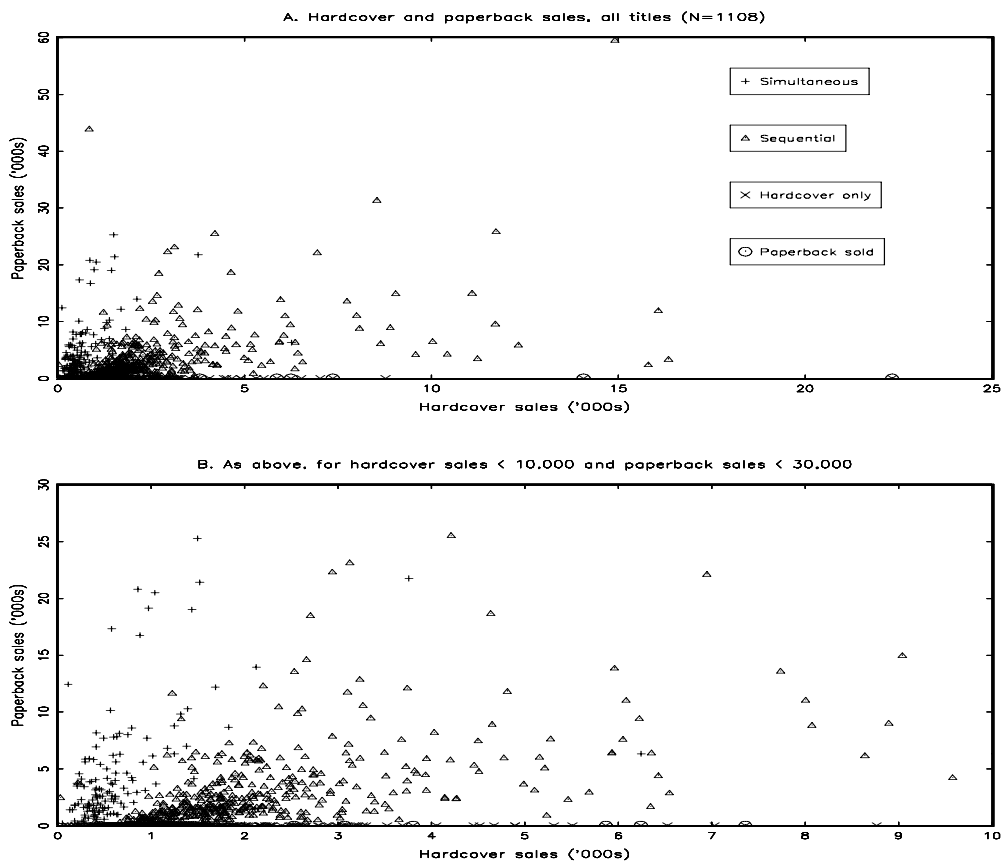 A. Hardcover and paperback sales, all titles (N=1108)
60
50
40
30
20
10
0
Paperback sales ('000s)
Simultaneous
Sequential
Hardcover only
Paperback sold
0 5 10 15 20 25
Hardcover sales ('000s)
B. As above, for hardcover sales < 10.000 and paperback sales < 30.000
30
25
20
15
10
5
0
Paperback sales ('000s)
0 1 2 3 4 5 6 7 8 9 10
Hardcover sales ('000s)